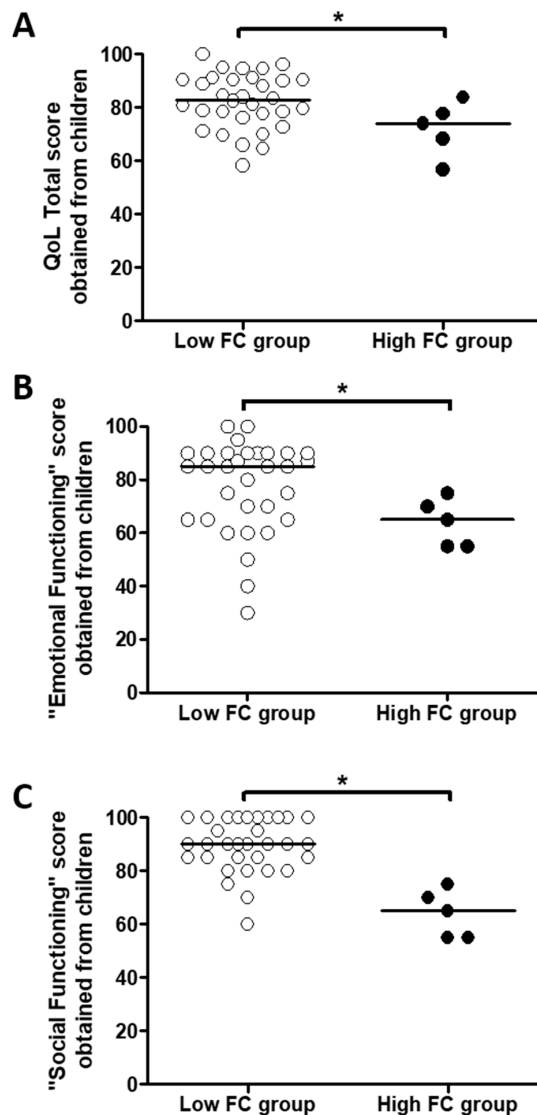 A
*
QoL Total score
obtained from children
100
80
60
40
20
0
Low FC group
High FC group
B
*
"Emotional Functioning" score
obtained from children
100
80
60
40
20
0
Low FC group
High FC group
C
*
"Social Functioning" score
obtained from children
100
80
60
40
20
0
Low FC group
High FC group